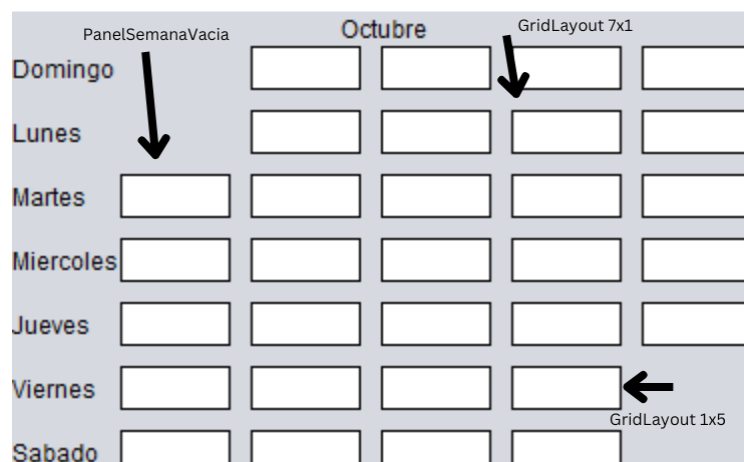 Octubre
GridLayout 7x1
PanelSemanaVacia
Domingo
Lunes
Martes
Miercoles
Jueves
Viernes
GridLayout 1x5
Sabado